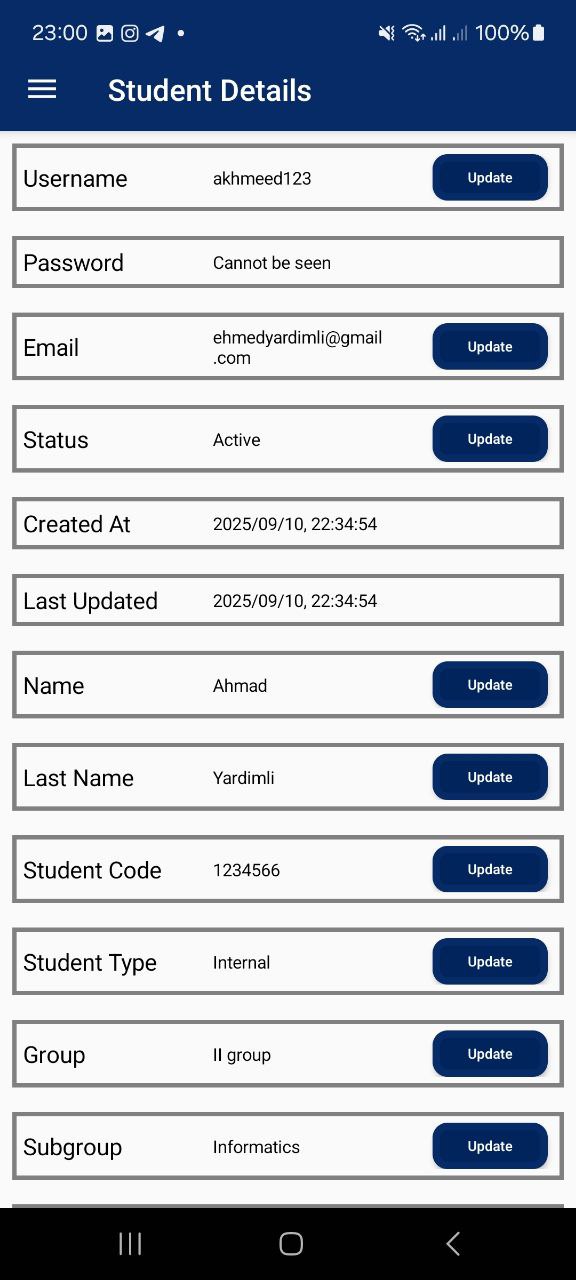 23:00 100%
Student Details
Username akhmeed123 Update
Password Cannot be seen
Email ehmedyardimli@gmail
.com Update
Status Active Update
Created At 2025/09/10, 22:34:54
Last Updated 2025/09/10, 22:34:54
Name Ahmad Update
Last Name Yardimli Update
Student Code 1234566 Update
Student Type Internal Update
Group II group Update
Subgroup Informatics Update